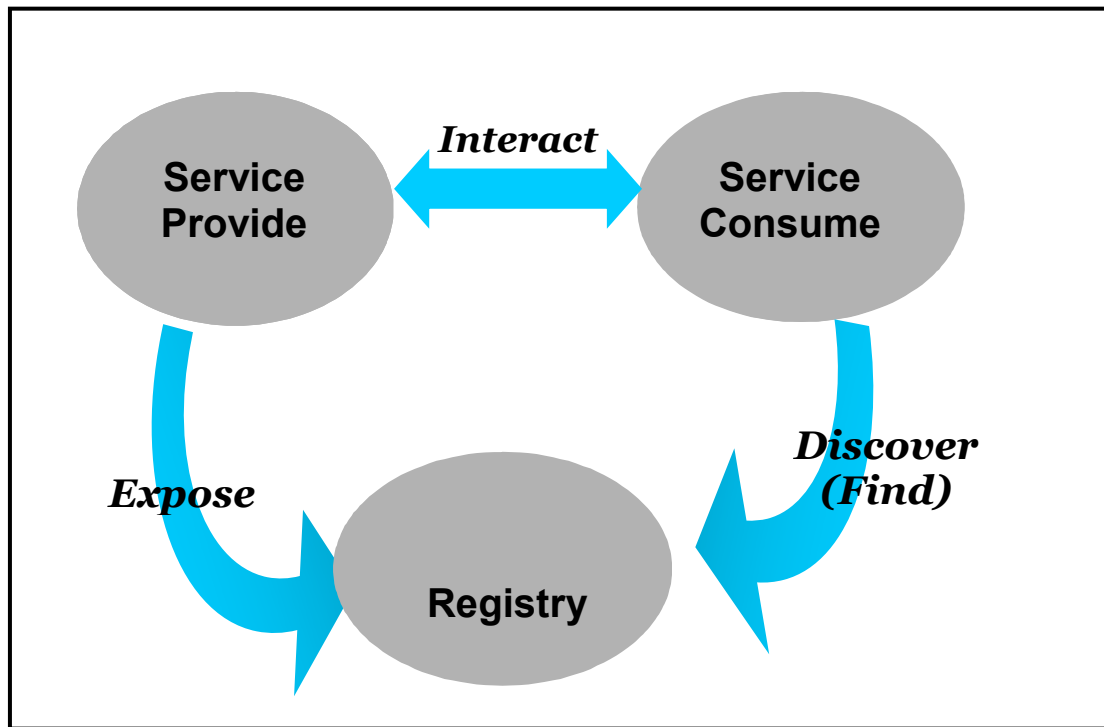 Interact
Service
Provide
Service
Consume
Expose
Discover
(Find)
Registry